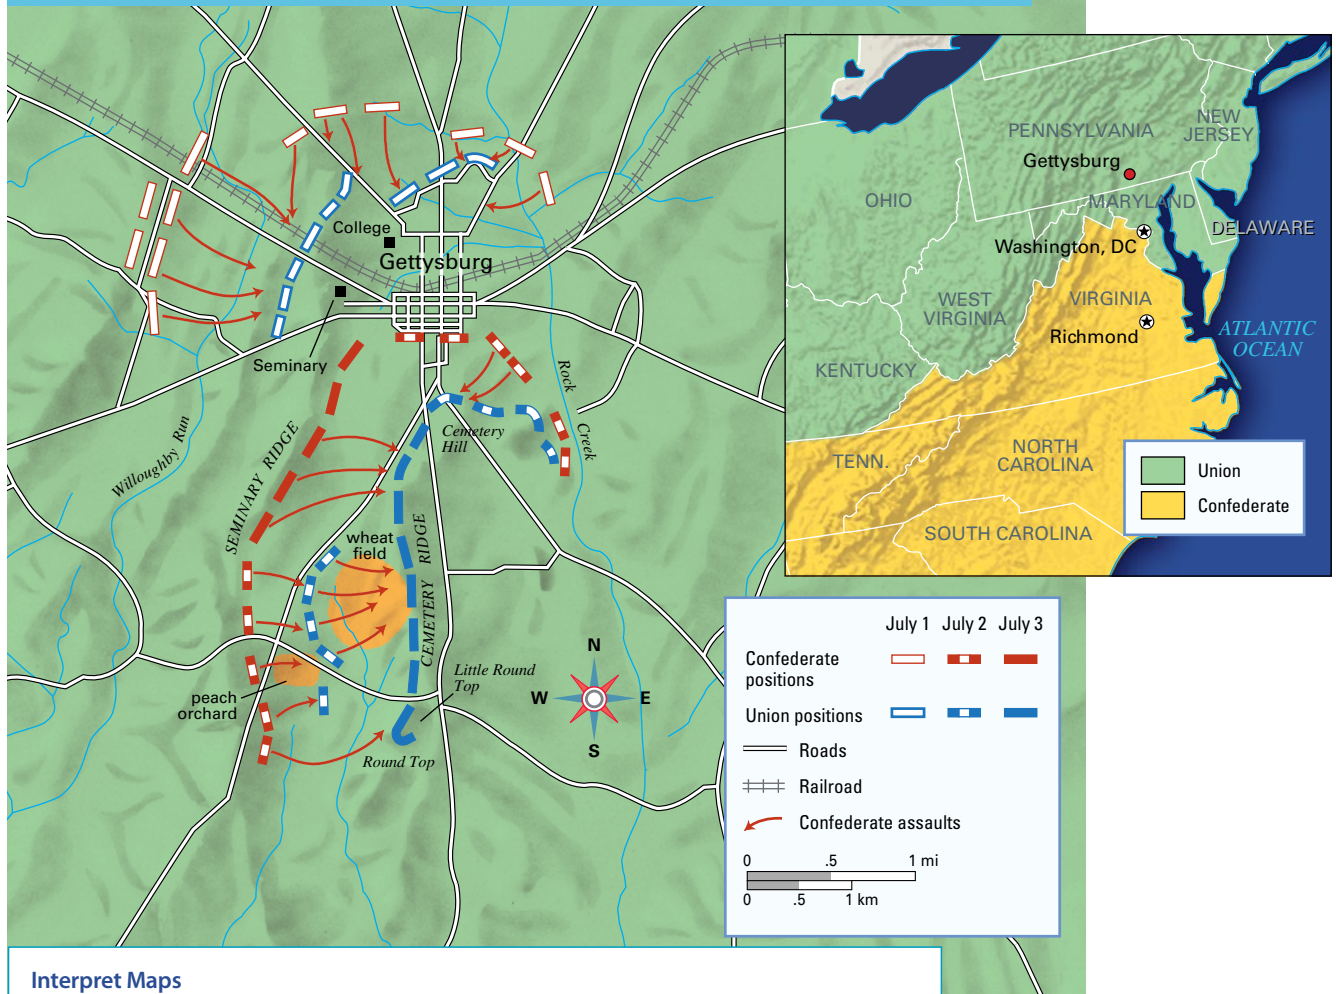 College
Gettysburg
Seminary
Rock
Creek
Cemetery
Hill
Willoughby Run
SEMINARY RIDGE
wheat
field
CEMETERY RIDGE
peach
orchard
Little Round
Top
Round Top
N
W
E
S
PENNSYLVANIA
NEW
JERSEY
Gettysburg
OHIO
MARYLAND
DELAWARE
Washington, DC
WEST
VIRGINIA
VIRGINIA
Richmond
ATLANTIC
OCEAN
KENTUCKY
TENN.
NORTH
CAROLINA
SOUTH CAROLINA
Union
Confederate
July 1 July 2 July 3
Confederate
positions
Union positions
Roads
Railroad
Confederate assaults
0 .5 1 mi
0 .5 1 km
Interpret Maps